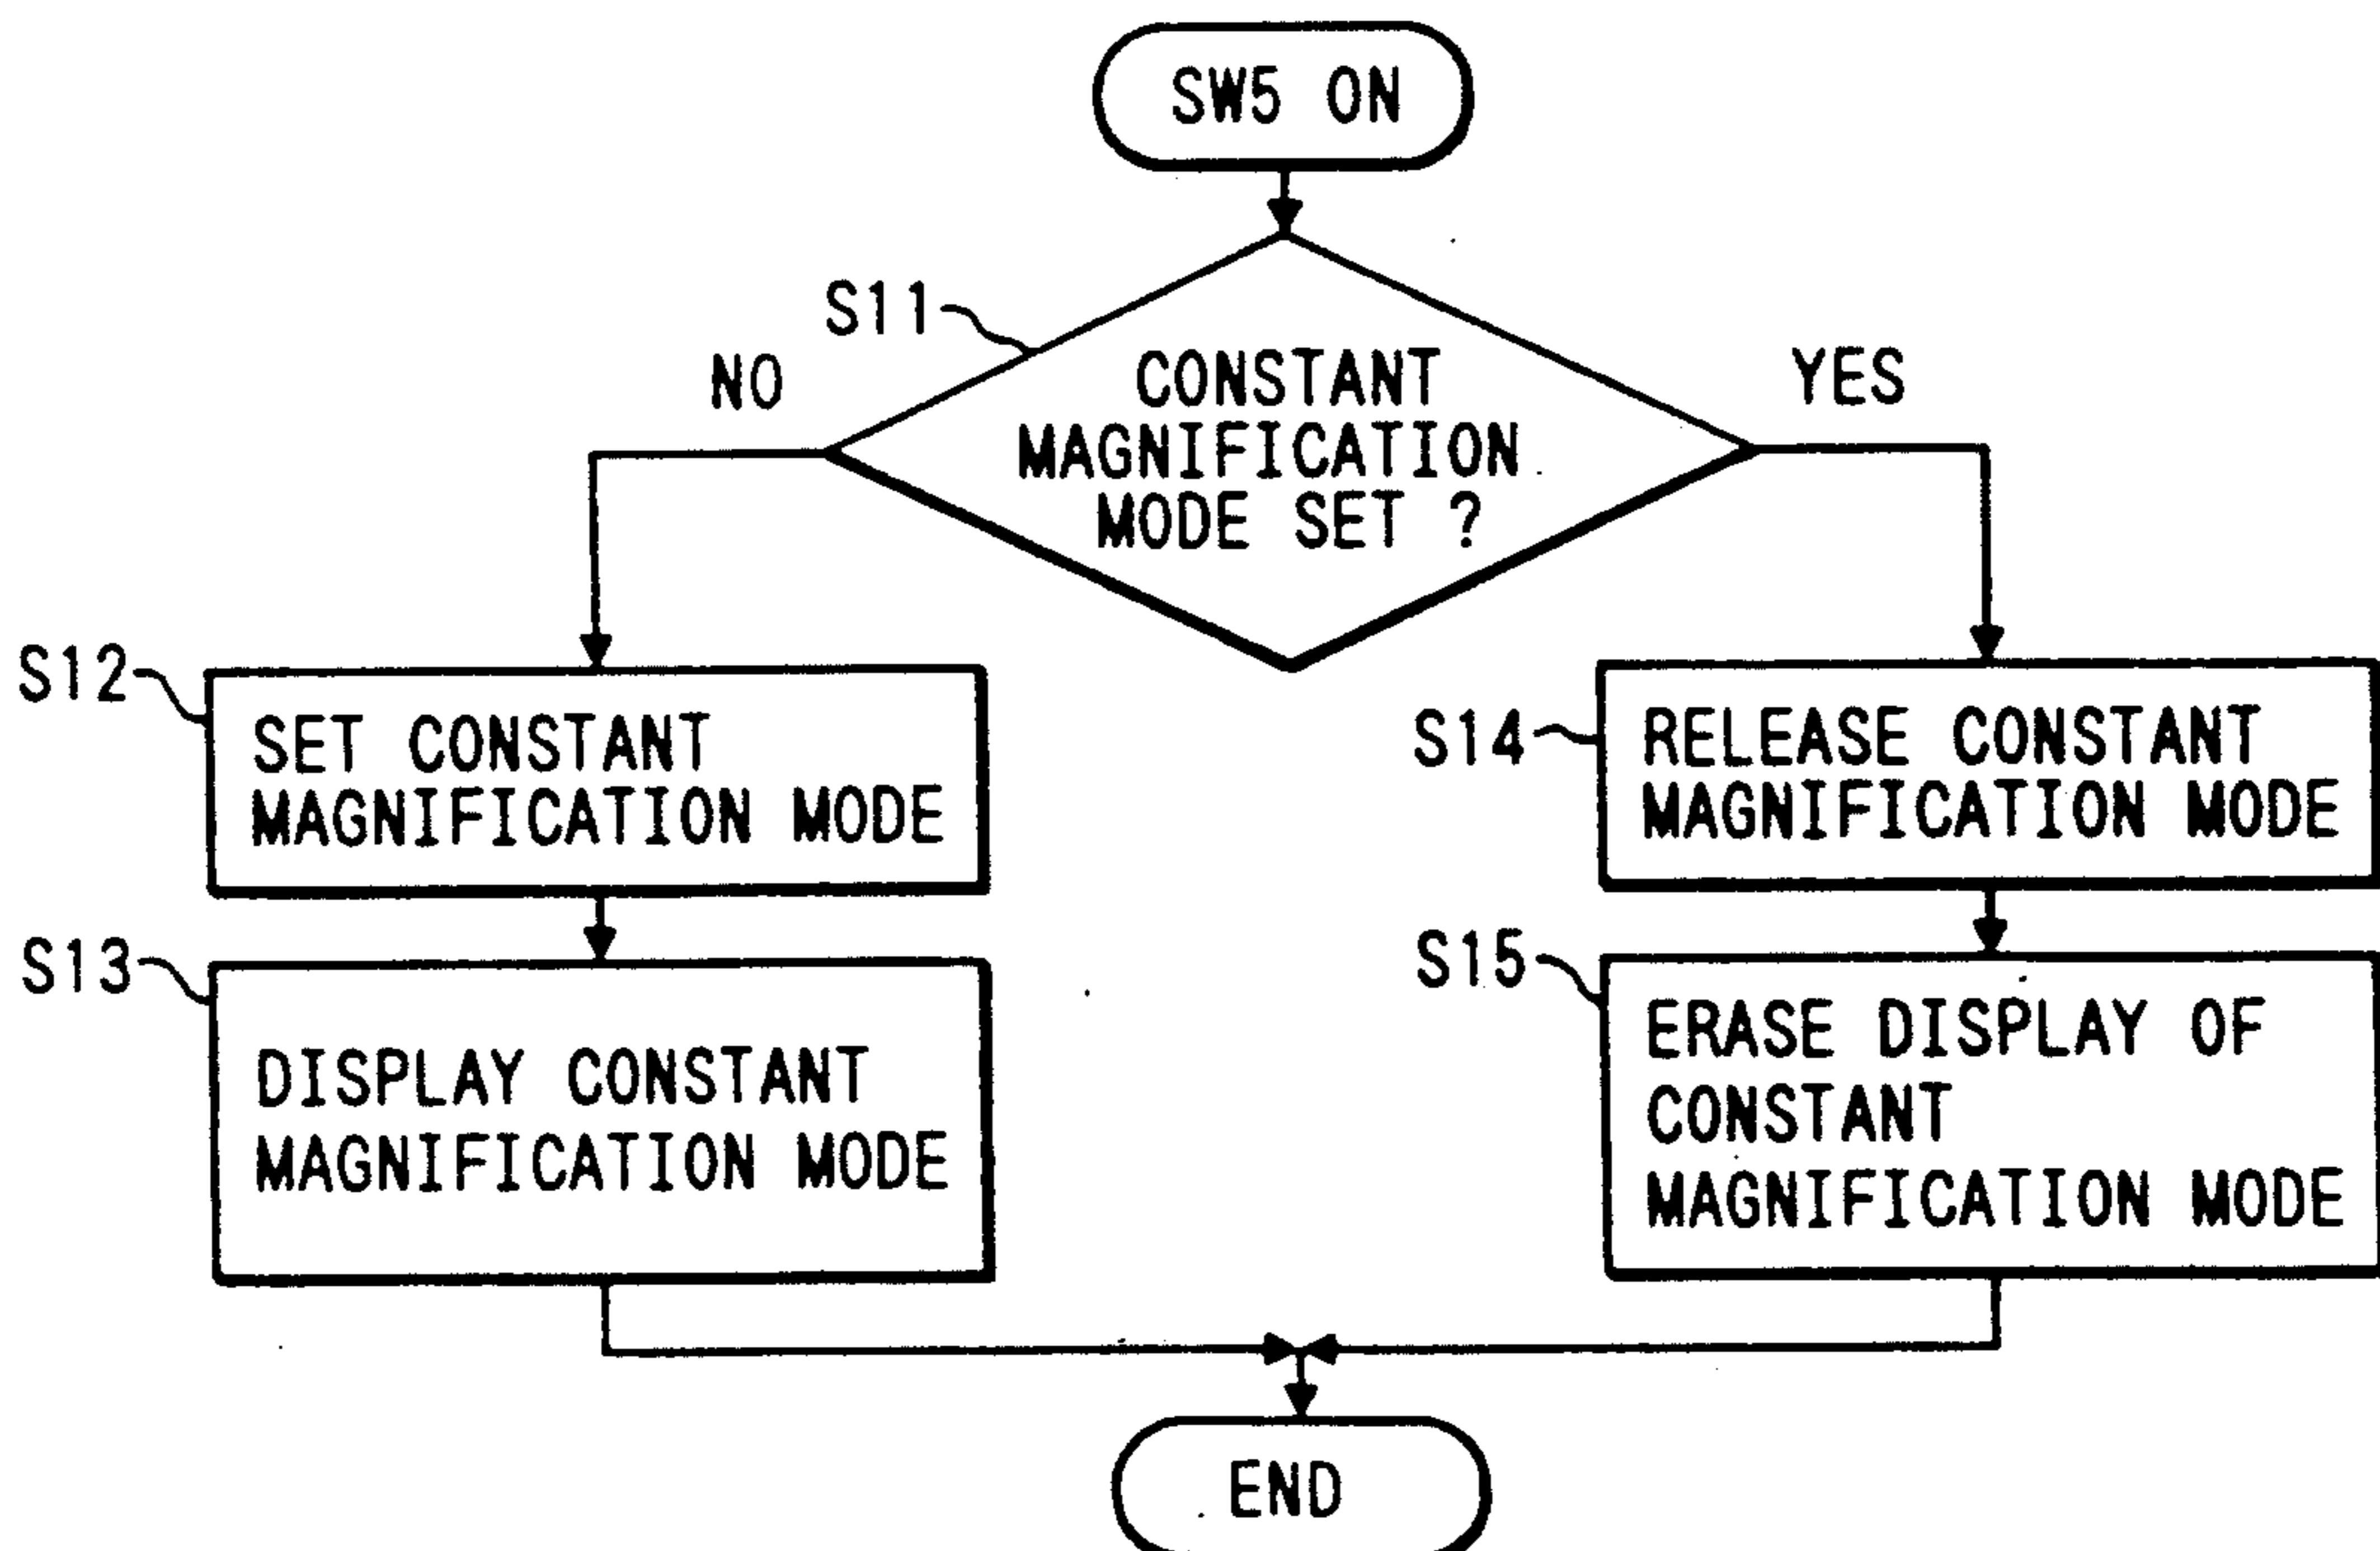 SW5 ON
S11
CONSTANT
MAGNIFICATION
MODE SET ?
NO
YES
S12
SET CONSTANT
MAGNIFICATION MODE
S13
DISPLAY CONSTANT
MAGNIFICATION MODE
S14
RELEASE CONSTANT
MAGNIFICATION MODE
S15
ERASE DISPLAY OF
CONSTANT
MAGNIFICATION MODE
END